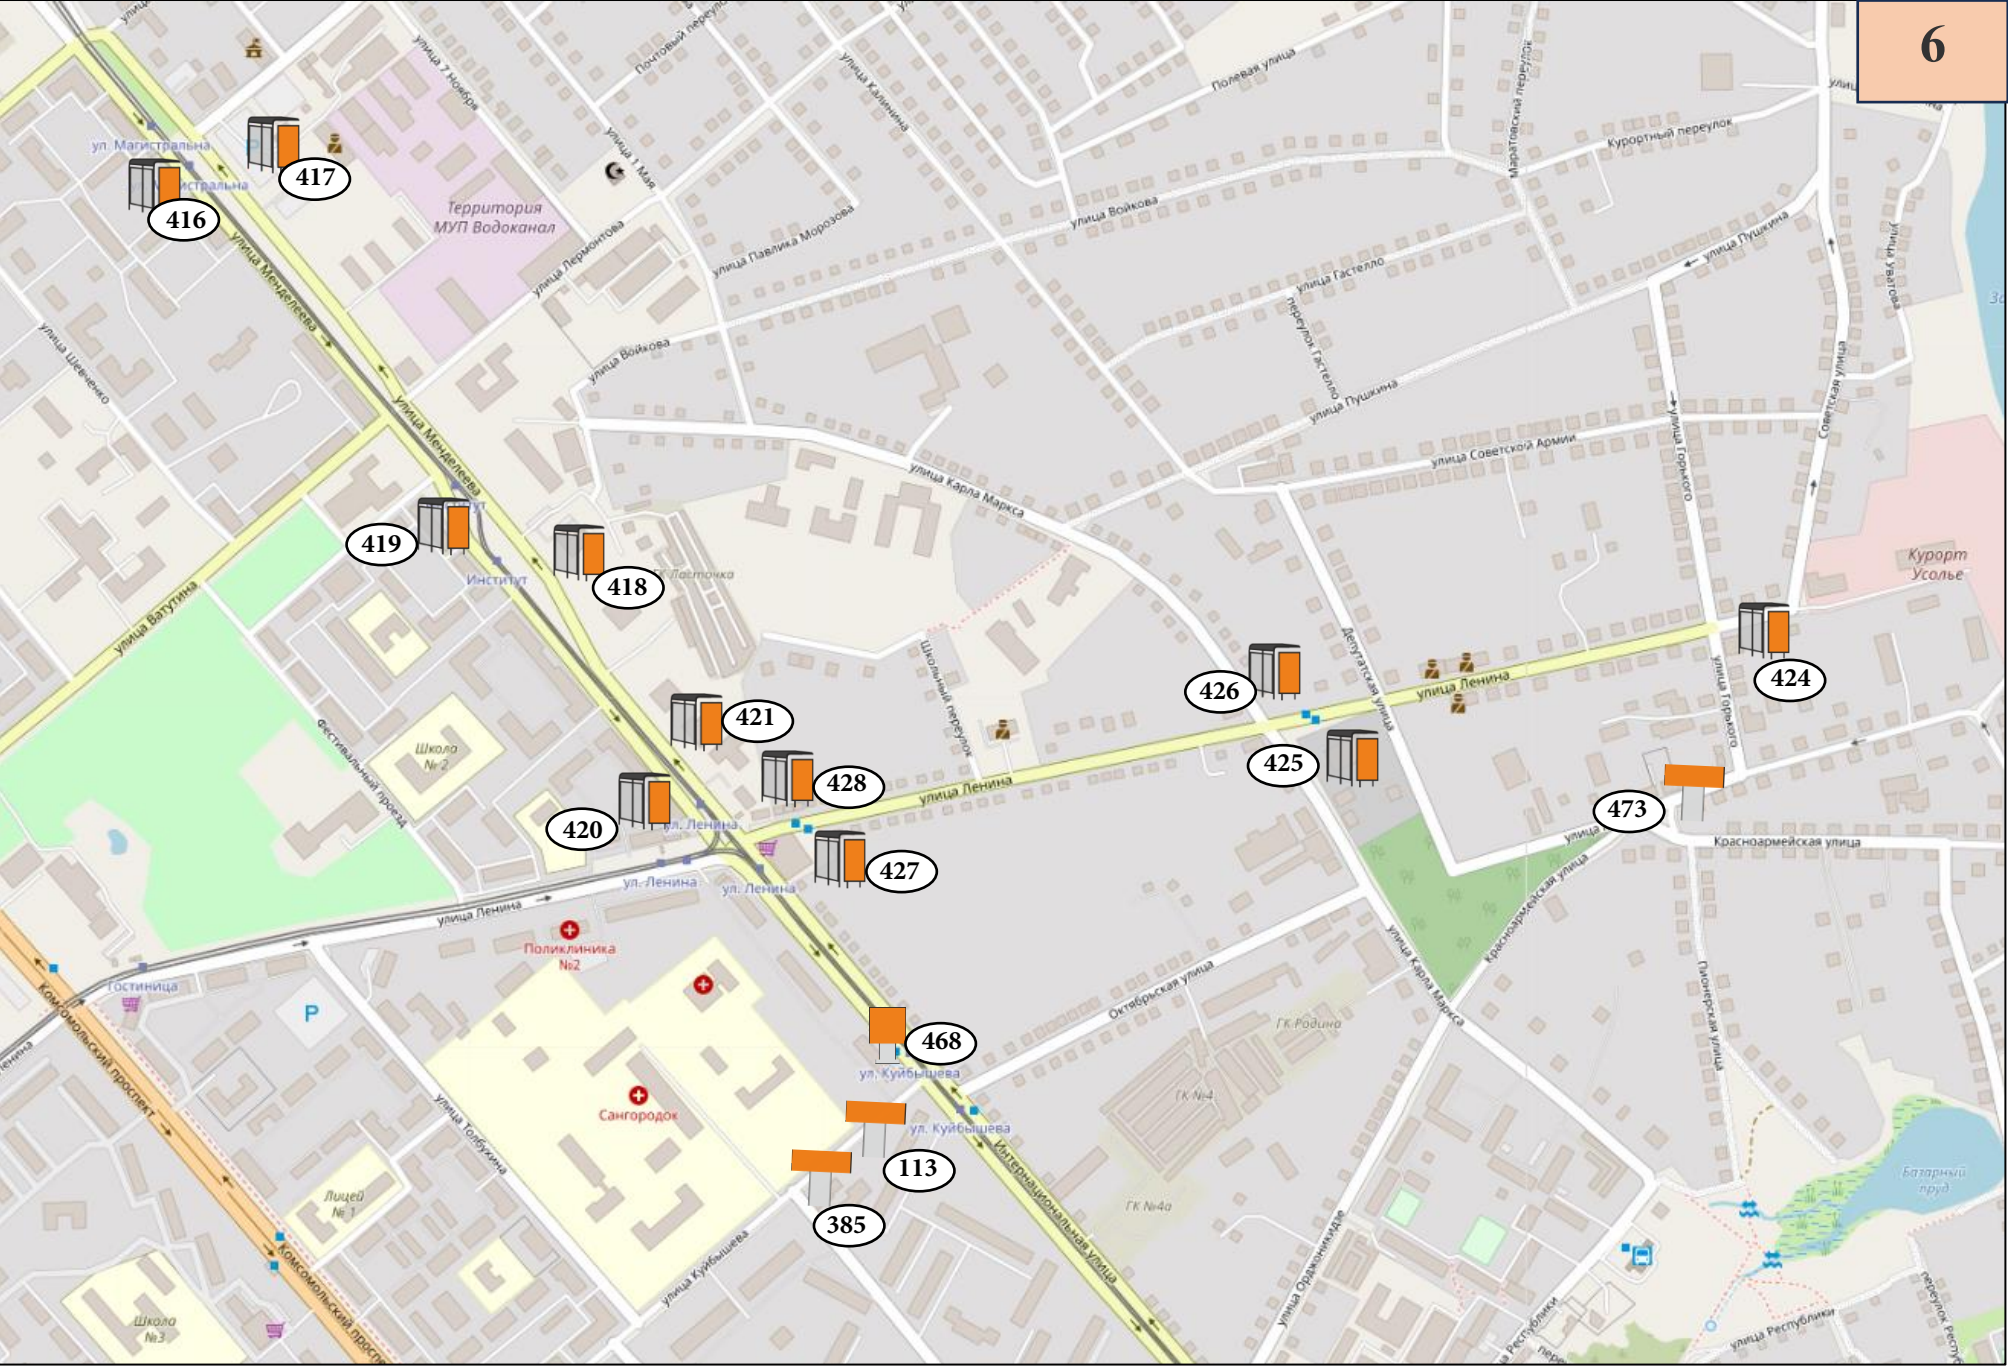 6
улица 7 Ноября
Почтовый переулок
улица Калинина
Полевая улица
Маратовский переулок
Курортный переулок
ул. Магистральна
417
416
улица 1 Мая
Территория
МУП Водоканал
улица Лермонтова
улица Павлика Морозова
улица Войкова
улица Пушкина
улица Гастелло
переулок Гастелло
улица Уватова
улица Менделеева
улица Шевченко
улица Войкова
улица Пушкина
Советская улица
улица Менделеева
улица Карла Маркса
улица Советской Армии
улица Горького
419
418
Институт
ГК Ласточка
Курорт
Усолье
улица Ватутина
Школьный переулок
Депутатская улица
426
424
улица Ленина
улица Горького
421
Фестивальный проезд
Школа
№ 2
428
425
улица Ленина
420
ул. Ленина
473
Красноармейская улица
427
ул. Ленина
ул. Ленина
улица Ленина
Поликлиника
№2
Красноармейская улица
улица Карла Маркса
Октябрьская улица
Пионерская улица
Гостиница
Комсомольский проспект
P
ГК Родина
468
ул. Куйбышева
ГК №4
Сангородок
улица Толбухина
ул. Куйбышева
113
Интернациональная улица
Базарный
пруд
Лицей
№ 1
385
ГК №4а
улица Куйбышева
улица Орджоникидзе
Комсомольский просп
Школа
№3
улица Республики